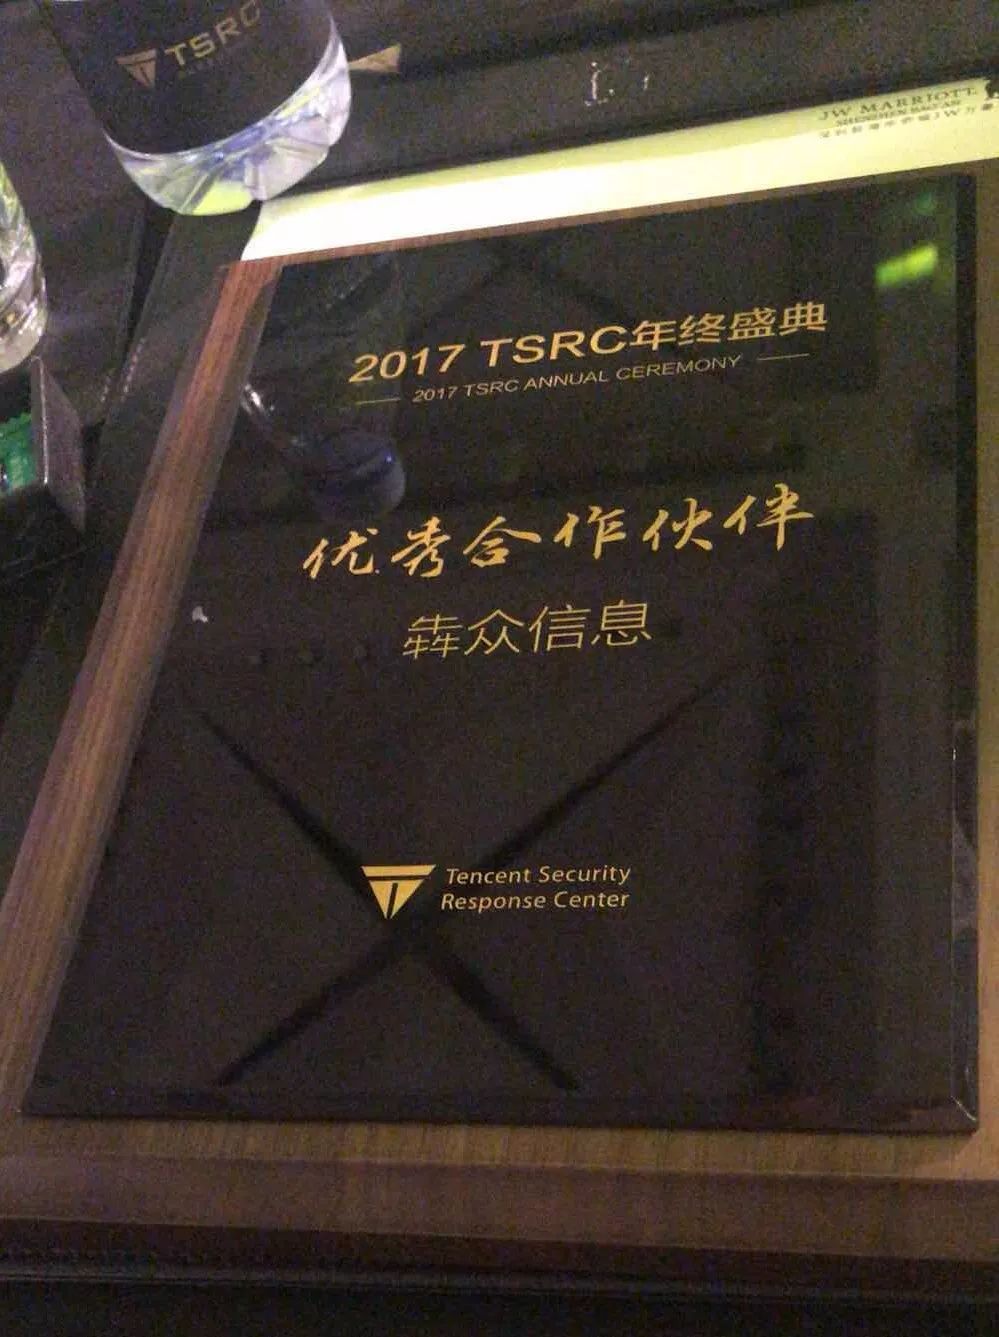 TSRC
JW MARRIOTT
SHENZHEN BAO'AN
2017 TSRC年终盛典
2017 TSRC ANNUAL CEREMONY
优秀合作伙伴
犇众信息
Tencent Security
Response Center